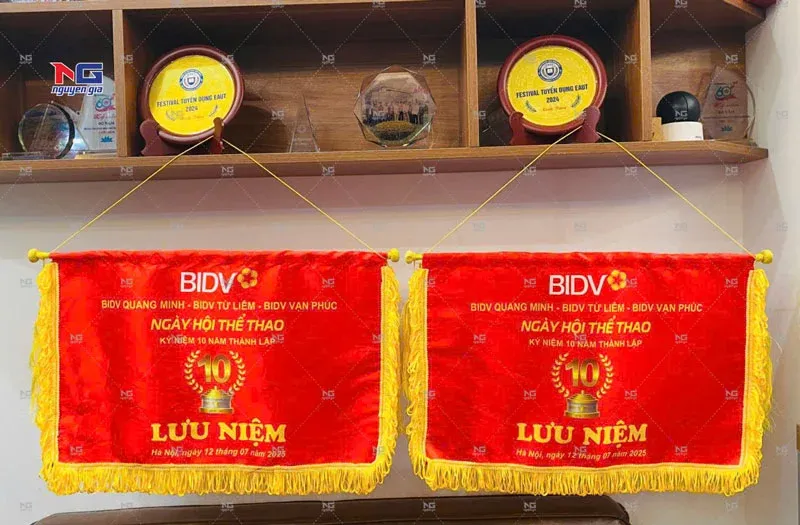 NG
nguyen gia
FESTIVAL TUYỂN DỤNG EAUT
2024
FESTIVAL TUYỂN DỤNG EAUT
2024
BIDV
BIDV QUANG MINH - BIDV TỪ LIÊM - BIDV VẠN PHÚC
NGÀY HỘI THỂ THAO
KỶ NIỆM 10 NĂM THÀNH LẬP
10
LƯU NIỆM
Hà Nội, ngày 12 tháng 07 năm 2025
BIDV
BIDV QUANG MINH - BIDV TỪ LIÊM - BIDV VẠN PHÚC
NGÀY HỘI THỂ THAO
KỶ NIỆM 10 NĂM THÀNH LẬP
10
LƯU NIỆM
Hà Nội, ngày 12 tháng 07 năm 2025